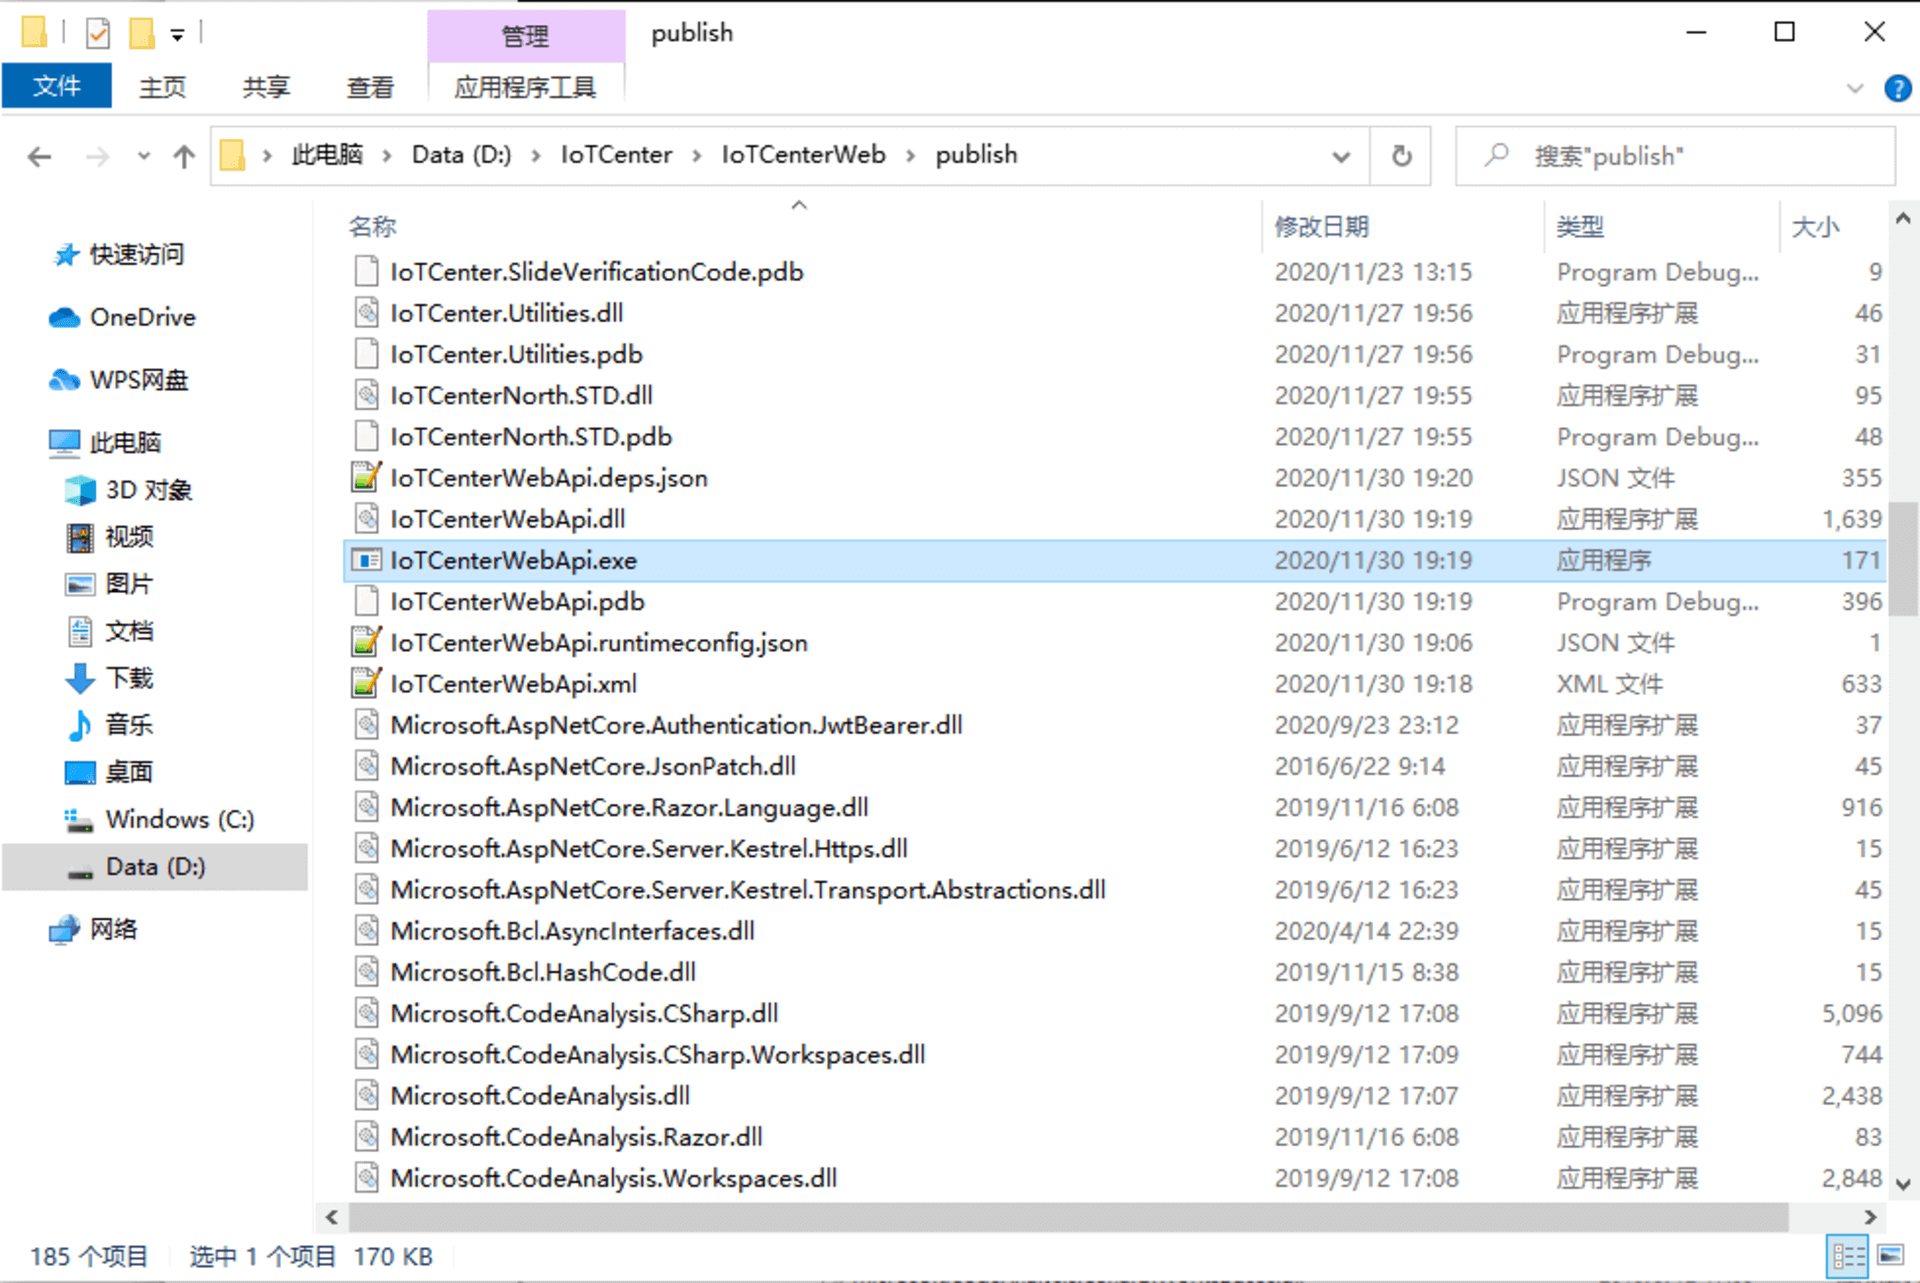 管理 publish
文件 主页 共享 查看 应用程序工具
此电脑 › Data (D:) › IoTCenter › IoTCenterWeb › publish 搜索"publish"
快速访问
OneDrive
WPS网盘
此电脑
3D 对象
视频
图片
文档
下载
音乐
桌面
Windows (C:)
Data (D:)
网络
名称 修改日期 类型 大小
IoTCenter.SlideVerificationCode.pdb 2020/11/23 13:15 Program Debug... 9
IoTCenter.Utilities.dll 2020/11/27 19:56 应用程序扩展 46
IoTCenter.Utilities.pdb 2020/11/27 19:56 Program Debug... 31
IoTCenterNorth.STD.dll 2020/11/27 19:55 应用程序扩展 95
IoTCenterNorth.STD.pdb 2020/11/27 19:55 Program Debug... 48
IoTCenterWebApi.deps.json 2020/11/30 19:20 JSON 文件 355
IoTCenterWebApi.dll 2020/11/30 19:19 应用程序扩展 1,639
IoTCenterWebApi.exe 2020/11/30 19:19 应用程序 171
IoTCenterWebApi.pdb 2020/11/30 19:19 Program Debug... 396
IoTCenterWebApi.runtimeconfig.json 2020/11/30 19:06 JSON 文件 1
IoTCenterWebApi.xml 2020/11/30 19:18 XML 文件 633
Microsoft.AspNetCore.Authentication.JwtBearer.dll 2020/9/23 23:12 应用程序扩展 37
Microsoft.AspNetCore.JsonPatch.dll 2016/6/22 9:14 应用程序扩展 45
Microsoft.AspNetCore.Razor.Language.dll 2019/11/16 6:08 应用程序扩展 916
Microsoft.AspNetCore.Server.Kestrel.Https.dll 2019/6/12 16:23 应用程序扩展 15
Microsoft.AspNetCore.Server.Kestrel.Transport.Abstractions.dll 2019/6/12 16:23 应用程序扩展 45
Microsoft.Bcl.AsyncInterfaces.dll 2020/4/14 22:39 应用程序扩展 15
Microsoft.Bcl.HashCode.dll 2019/11/15 8:38 应用程序扩展 15
Microsoft.CodeAnalysis.CSharp.dll 2019/9/12 17:08 应用程序扩展 5,096
Microsoft.CodeAnalysis.CSharp.Workspaces.dll 2019/9/12 17:09 应用程序扩展 744
Microsoft.CodeAnalysis.dll 2019/9/12 17:07 应用程序扩展 2,438
Microsoft.CodeAnalysis.Razor.dll 2019/11/16 6:08 应用程序扩展 83
Microsoft.CodeAnalysis.Workspaces.dll 2019/9/12 17:08 应用程序扩展 2,848
185 个项目 选中 1 个项目 170 KB